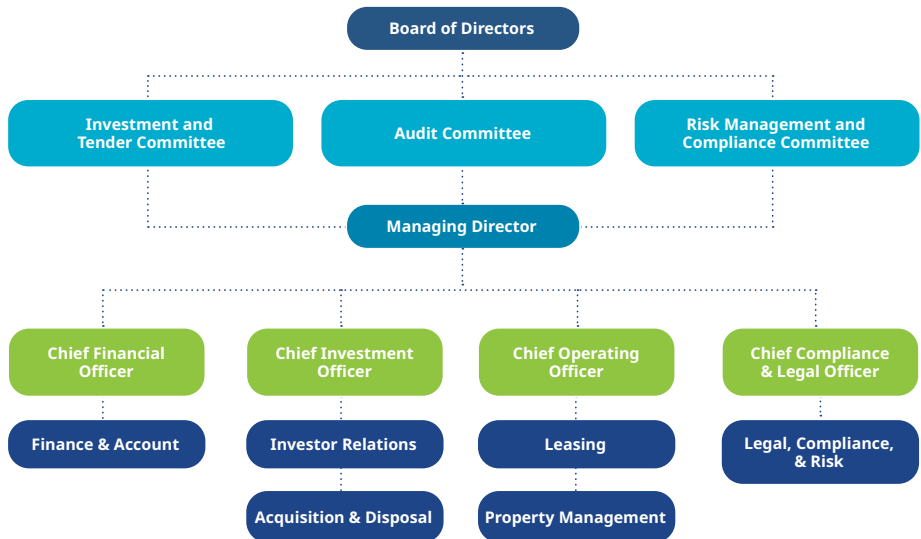 Board of Directors
Investment and
Tender Committee
Audit Committee
Risk Management and
Compliance Committee
Managing Director
Chief Financial
Officer
Chief Investment
Officer
Chief Operating
Officer
Chief Compliance
& Legal Officer
Finance & Account
Investor Relations
Leasing
Legal, Compliance,
& Risk
Acquisition & Disposal
Property Management